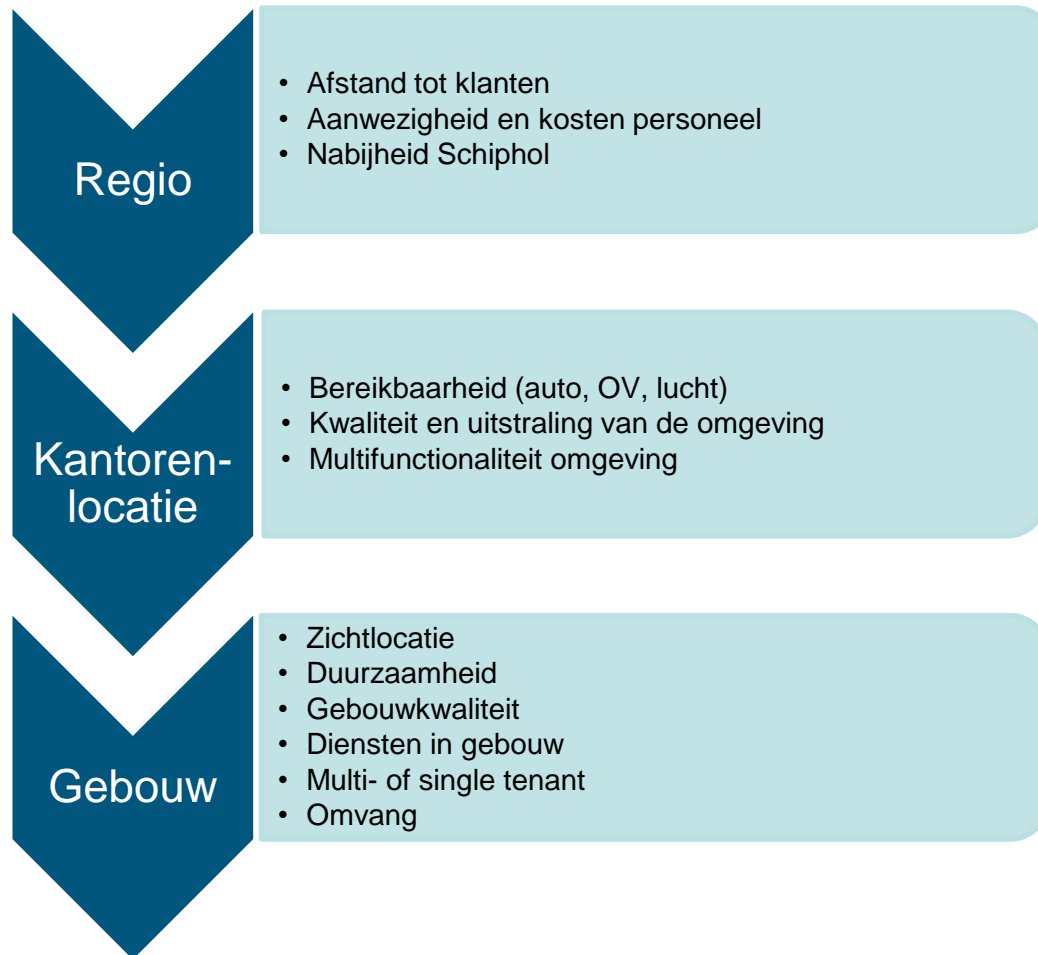 Regio
• Afstand tot klanten
• Aanwezigheid en kosten personeel
• Nabijheid Schiphol
Kantoren-
locatie
• Bereikbaarheid (auto, OV, lucht)
• Kwaliteit en uitstraling van de omgeving
• Multifunctionaliteit omgeving
Gebouw
• Zichtlocatie
• Duurzaamheid
• Gebouwkwaliteit
• Diensten in gebouw
• Multi- of single tenant
• Omvang